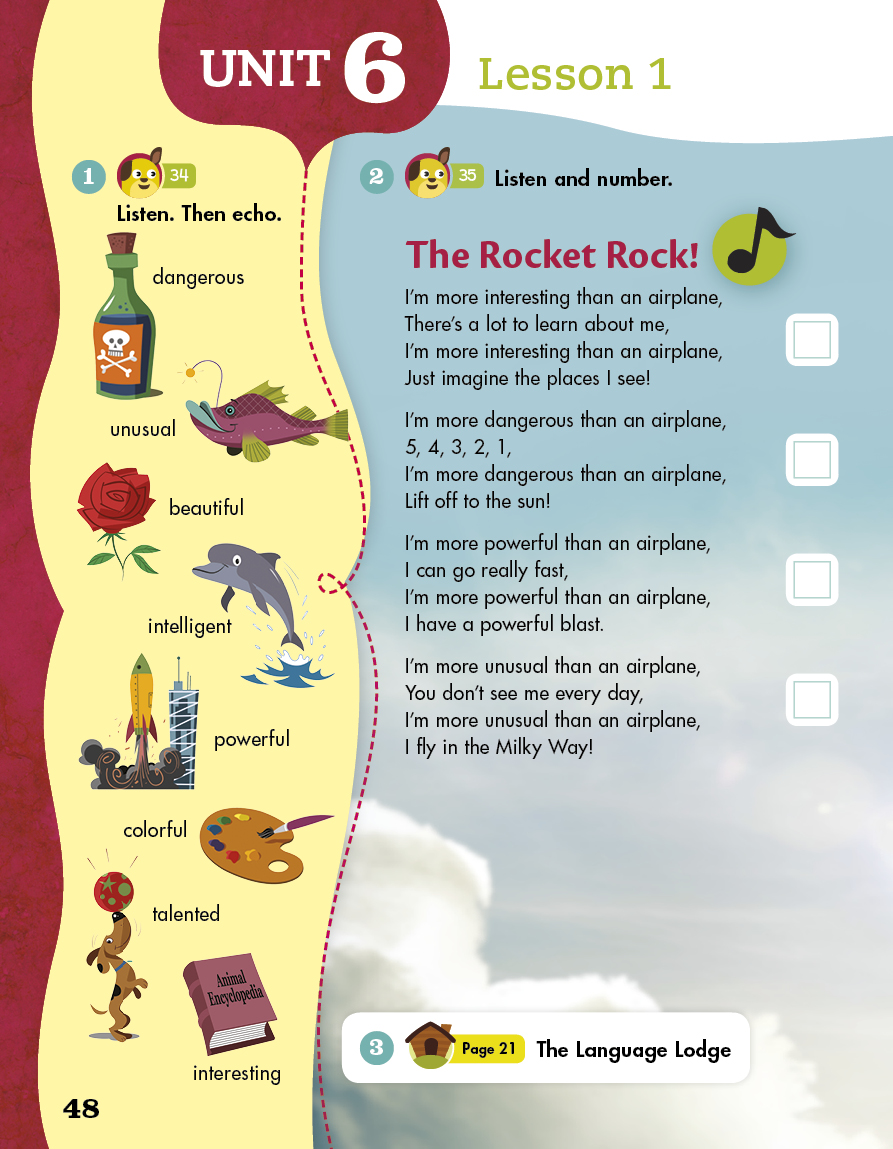 UNIT 6
Lesson 1
1
34
Listen. Then echo.
dangerous
unusual
beautiful
intelligent
powerful
colorful
talented
Animal
Encyclopedia
interesting
48
2
35
Listen and number.
The Rocket Rock!
I'm more interesting than an airplane,
There's a lot to learn about me,
I'm more interesting than an airplane,
Just imagine the places I see!
I'm more dangerous than an airplane,
5, 4, 3, 2, 1,
I'm more dangerous than an airplane,
Lift off to the sun!
I'm more powerful than an airplane,
I can go really fast,
I'm more powerful than an airplane,
I have a powerful blast.
I'm more unusual than an airplane,
You don't see me every day,
I'm more unusual than an airplane,
I fly in the Milky Way!
3
Page 21
The Language Lodge